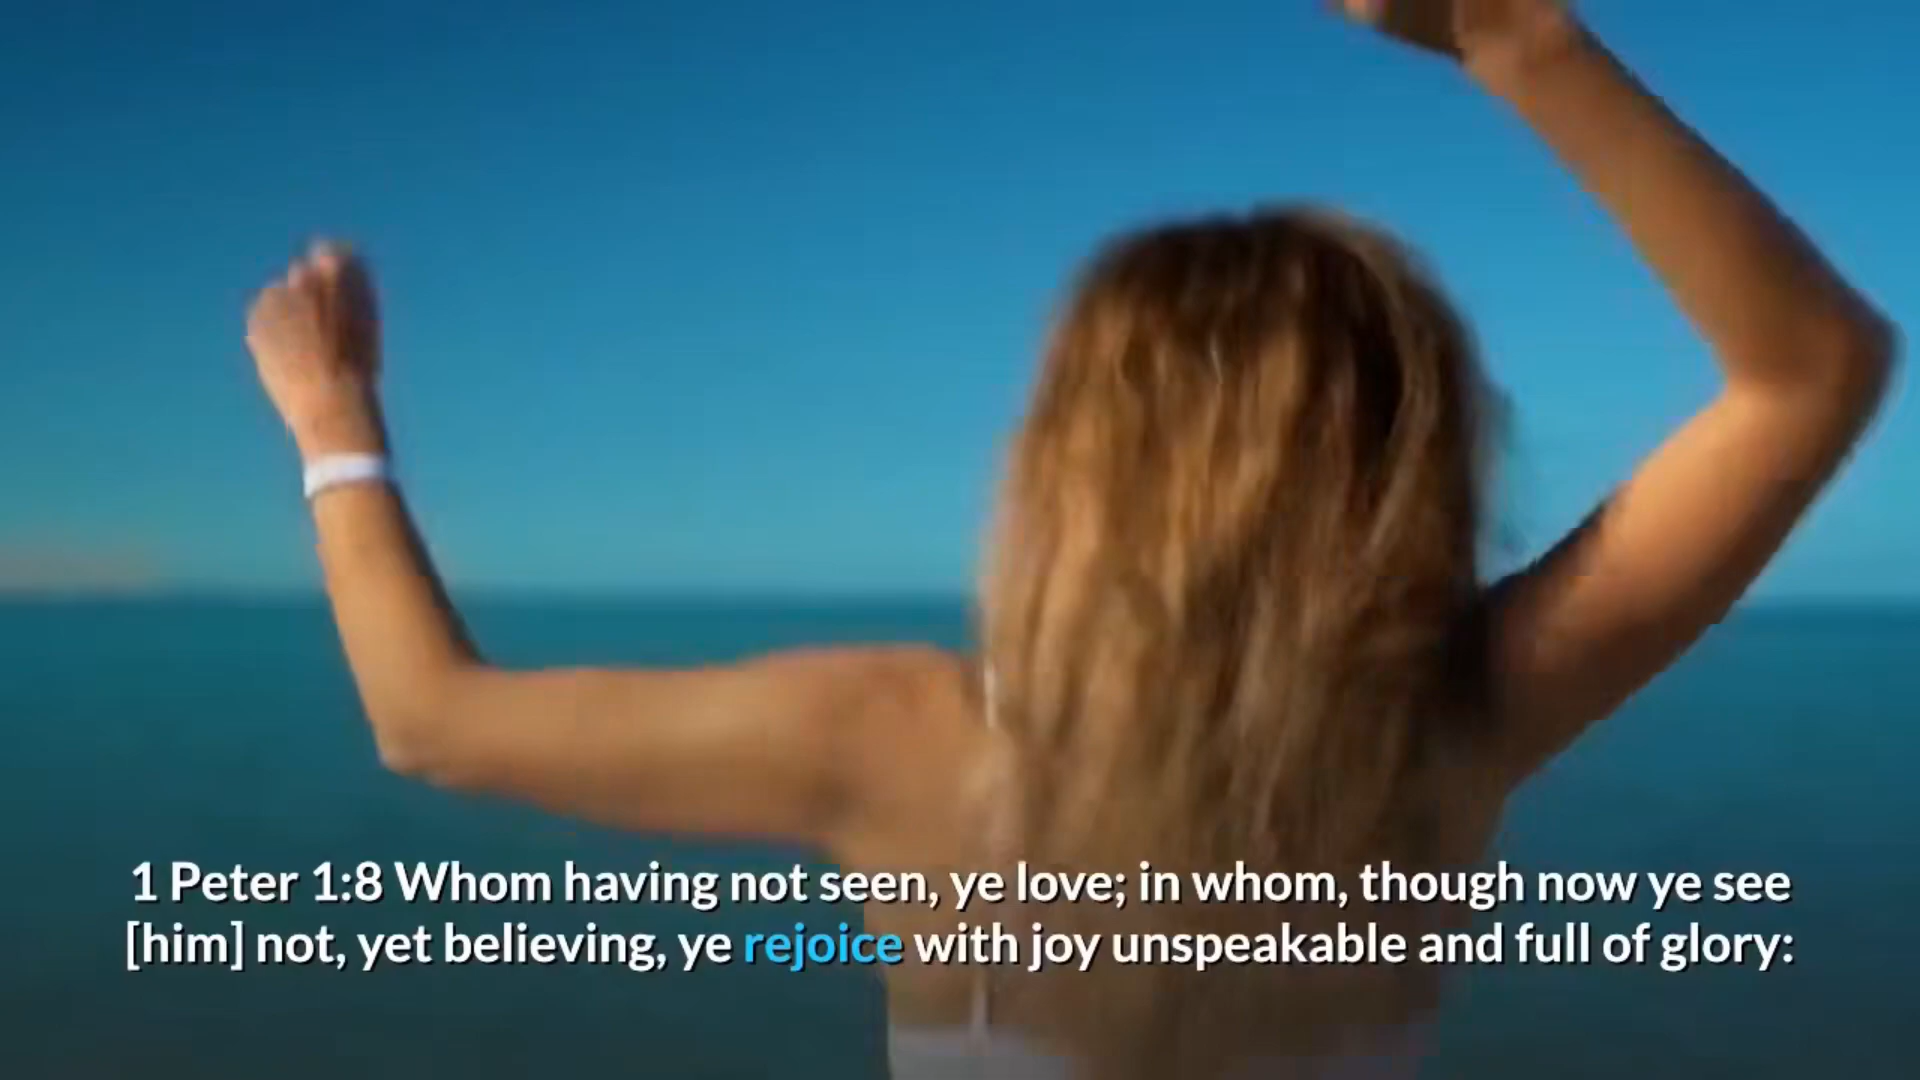 1 Peter 1:8 Whom having not seen, ye love; in whom, though now ye see
[him] not, yet believing, ye rejoice with joy unspeakable and full of glory: